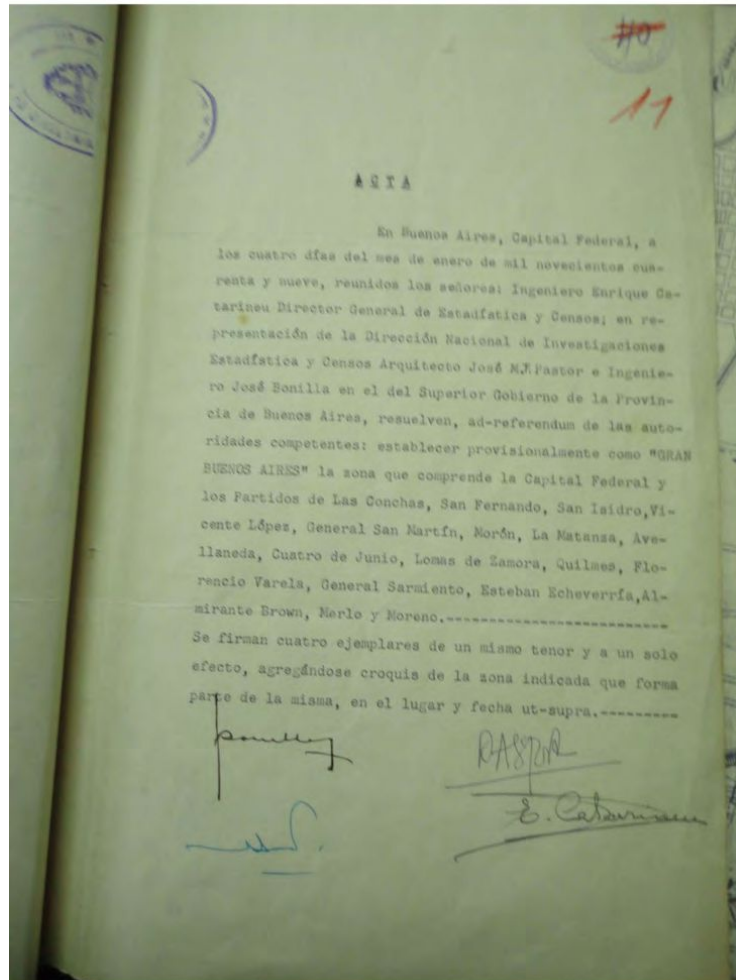 40
11
ACTA
En Buenos Aires, Capital Federal, a
los cuatro días del mes de enero de mil novecientos cua-
renta y nueve, reunidos los señores: Ingeniero Enrique Ca-
tarineu Director General de Estadística y Censos; en re-
presentación de la Dirección Nacional de Investigaciones
Estadística y Censos Arquitecto José M.F.Pastor e Ingenie-
ro José Bonilla en el del Superior Gobierno de la Provin-
cia de Buenos Aires, resuelven, ad-referendum de las auto-
ridades competentes: establecer provisionalmente como "GRAN
BUENOS AIRES" la zona que comprende la Capital Federal y
los Partidos de Las Conchas, San Fernando, San Isidro,Vi-
cente López, General San Martín, Morón, La Matanza, Ave-
llaneda, Cuatro de Junio, Lomas de Zamora, Quilmes, Flo-
rencio Varela, General Sarmiento, Esteban Echeverría,Al-
mirante Brown, Merlo y Moreno.--------------------------
Se firman cuatro ejemplares de un mismo tenor y a un solo
efecto, agregándose croquis de la zona indicada que forma
parte de la misma, en el lugar y fecha ut-supra.---------
PASTOR
E. Catarineu